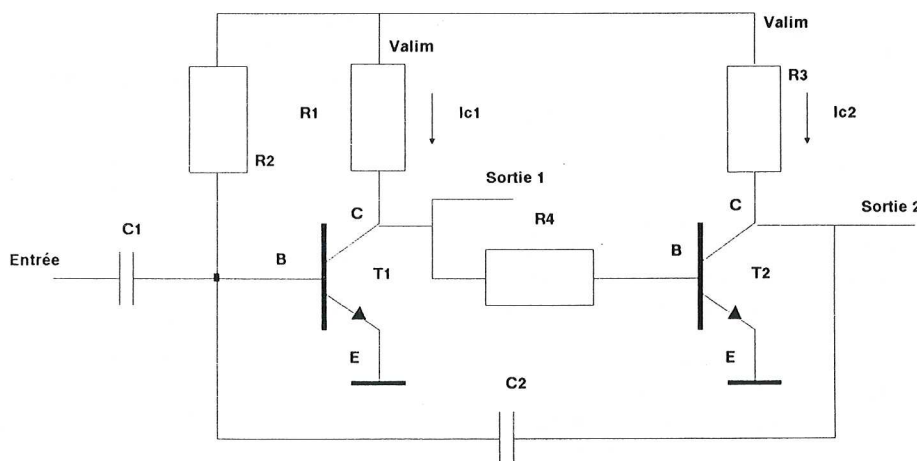 Valim
Valim
R3
R1
Ic1
Ic2
R2
Sortie 1
C
R4
C
Sortie 2
C1
Entrée
B
T1
B
T2
E
E
C2